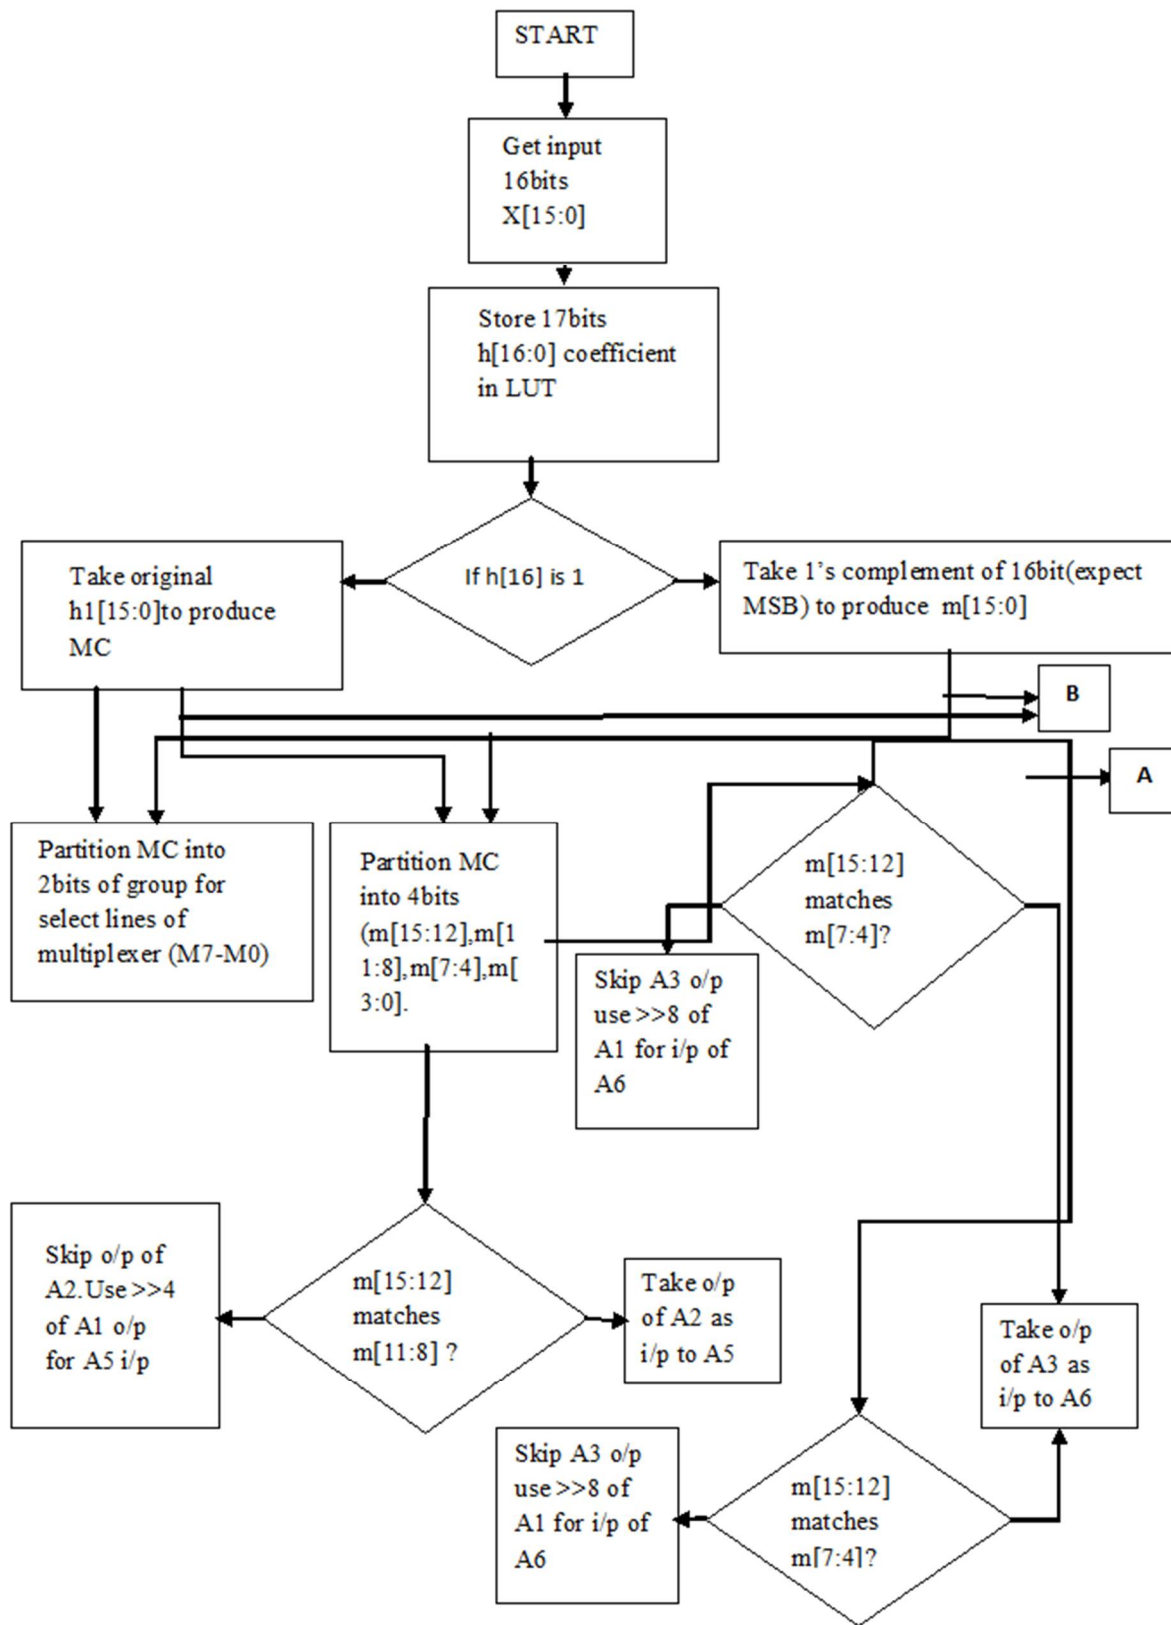 START
Get input
16bits
X[15:0]
Store 17bits
h[16:0] coefficient
in LUT
If h[16] is 1
Take original
h1[15:0]to produce
MC
Take 1's complement of 16bit(expect
MSB) to produce m[15:0]
B
A
Partition MC into
2bits of group for
select lines of
multiplexer (M7-M0)
Partition MC
into 4bits
(m[15:12],m[1
1:8],m[7:4],m[
3:0].
m[15:12]
matches
m[7:4]?
Skip A3 o/p
use >>8 of
A1 for i/p of
A6
Skip o/p of
A2.Use >>4
of A1 o/p
for A5 i/p
m[15:12]
matches
m[11:8] ?
Take o/p
of A2 as
i/p to A5
Take o/p
of A3 as
i/p to A6
Skip A3 o/p
use >>8 of
A1 for i/p of
A6
m[15:12]
matches
m[7:4]?